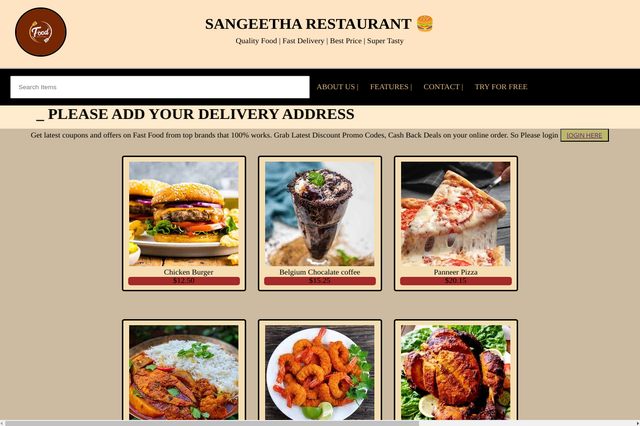 Food
SANGEETHA RESTAURANT 🍔
Quality Food | Fast Delivery | Best Price | Super Tasty
Search Items
ABOUT US |
FEATURES |
CONTACT |
TRY FOR FREE
_ PLEASE ADD YOUR DELIVERY ADDRESS
Get latest coupons and offers on Fast Food from top brands that 100% works. Grab Latest Discount Promo Codes, Cash Back Deals on your online order. So Please login LOGIN HERE
Chicken Burger
$12.50
Belgium Chocalate coffee
$15.25
Panneer Pizza
$20.15